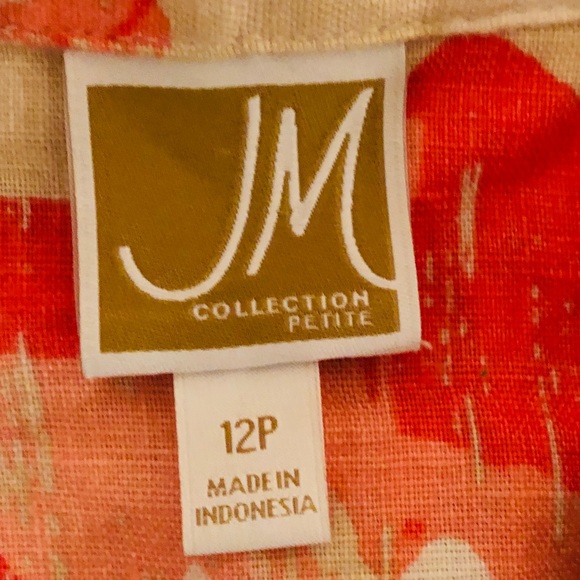 JM
COLLECTION
PETITE
12P
MADE IN
INDONESIA